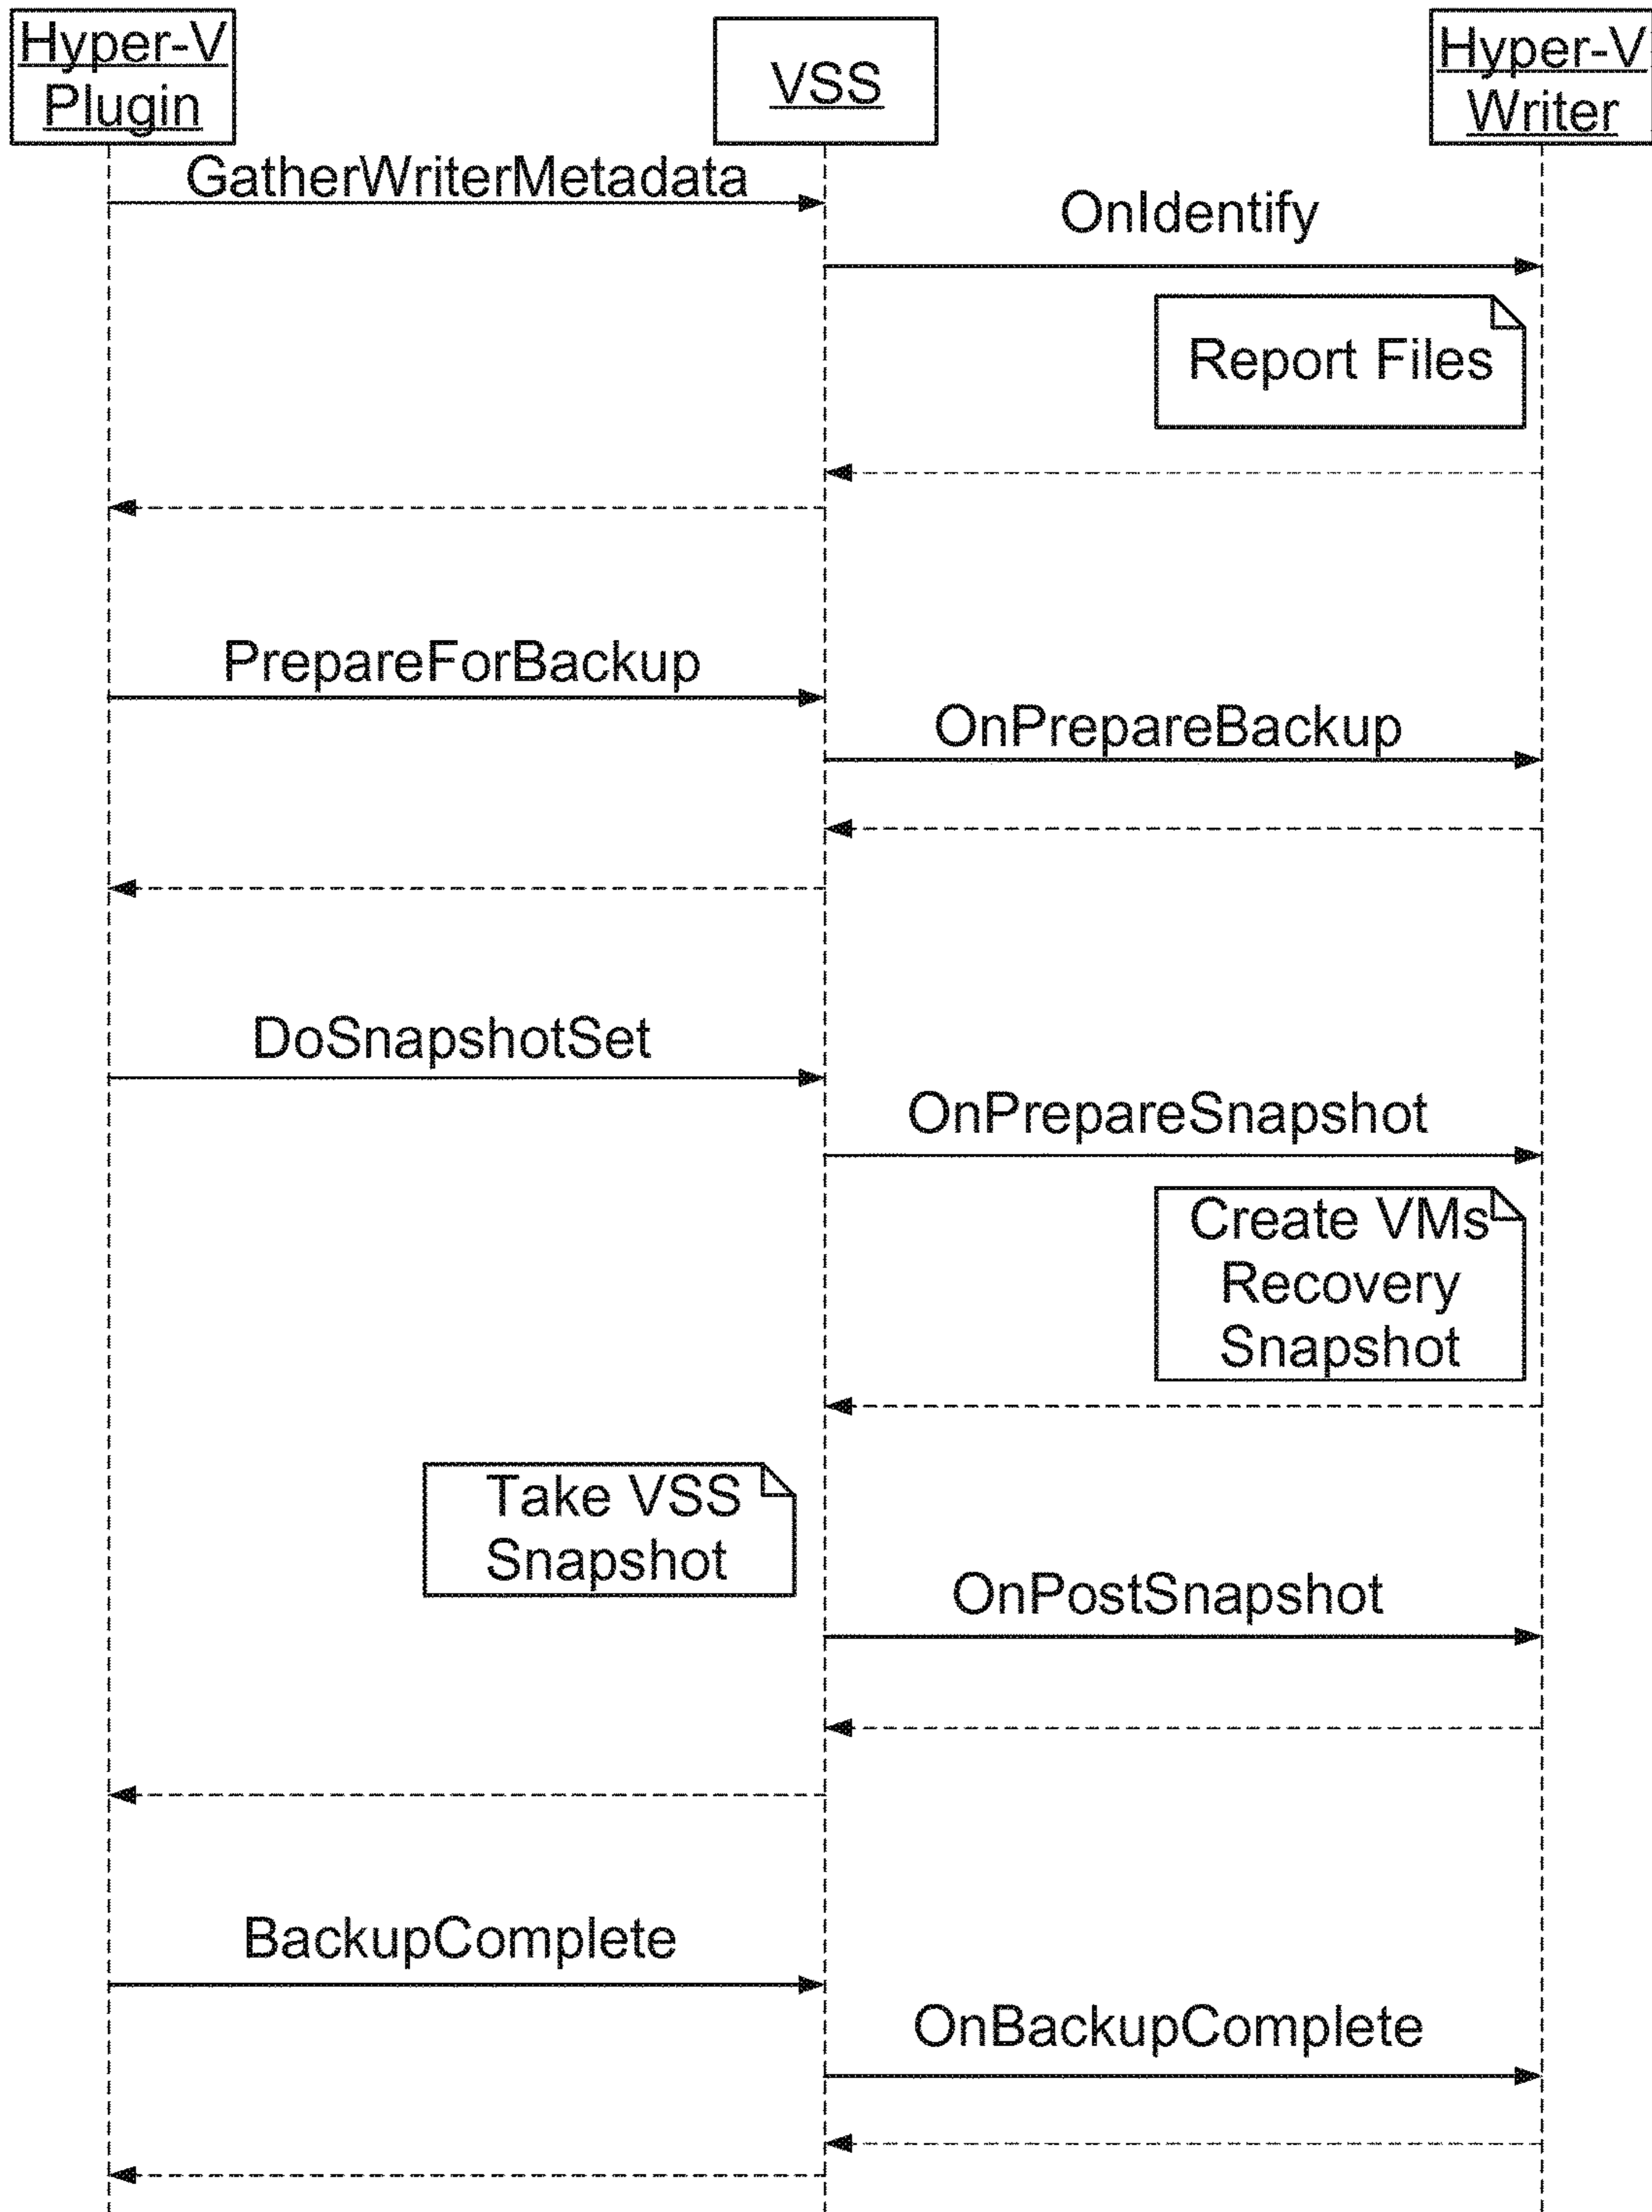 Hyper-V
Plugin
VSS
Hyper-V
Writer
GatherWriterMetadata
OnIdentify
Report Files
PrepareForBackup
OnPrepareBackup
DoSnapshotSet
OnPrepareSnapshot
Create VMs
Recovery
Snapshot
Take VSS
Snapshot
OnPostSnapshot
BackupComplete
OnBackupComplete